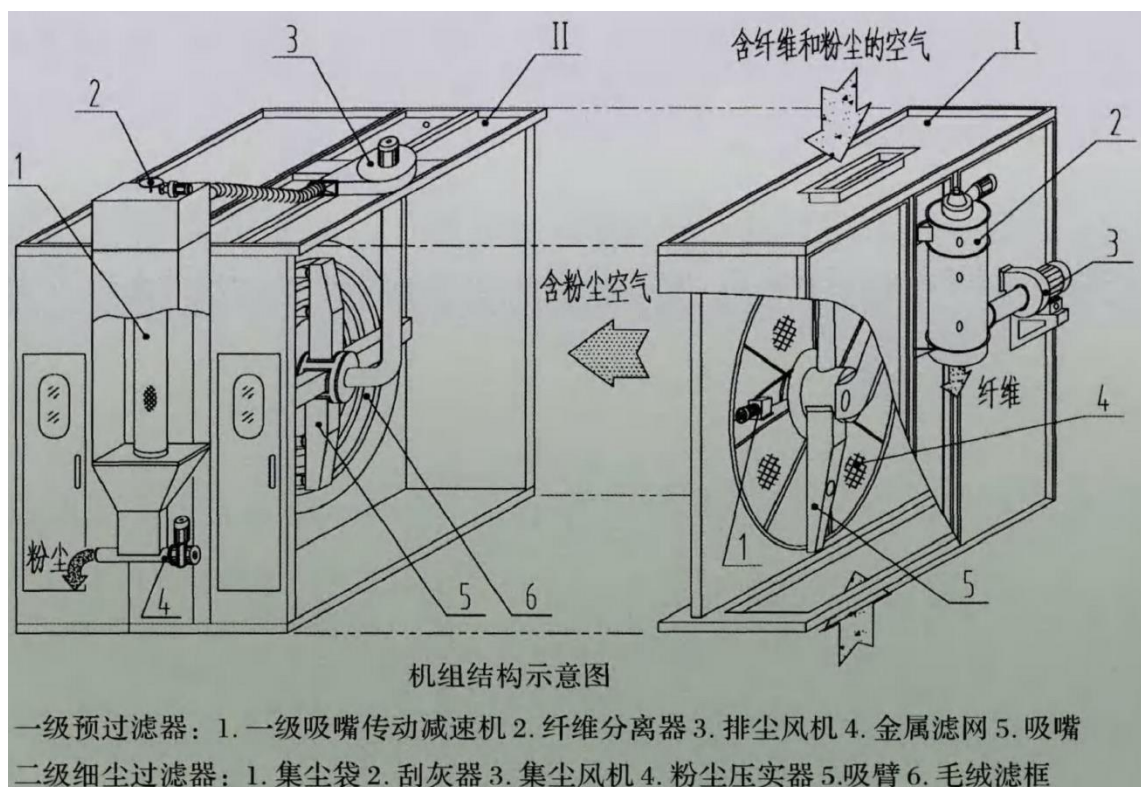 3
II
含纤维和粉尘的空气
I
2
2
1
3
含粉尘空气
纤维
4
粉尘
4
5
6
1
5
机组结构示意图
一级预过滤器：1.一级吸嘴传动减速机 2.纤维分离器 3.排尘风机 4.金属滤网 5.吸嘴
二级细尘过滤器：1.集尘袋 2.刮灰器 3.集尘风机 4.粉尘压实器 5.吸臂 6.毛绒滤框